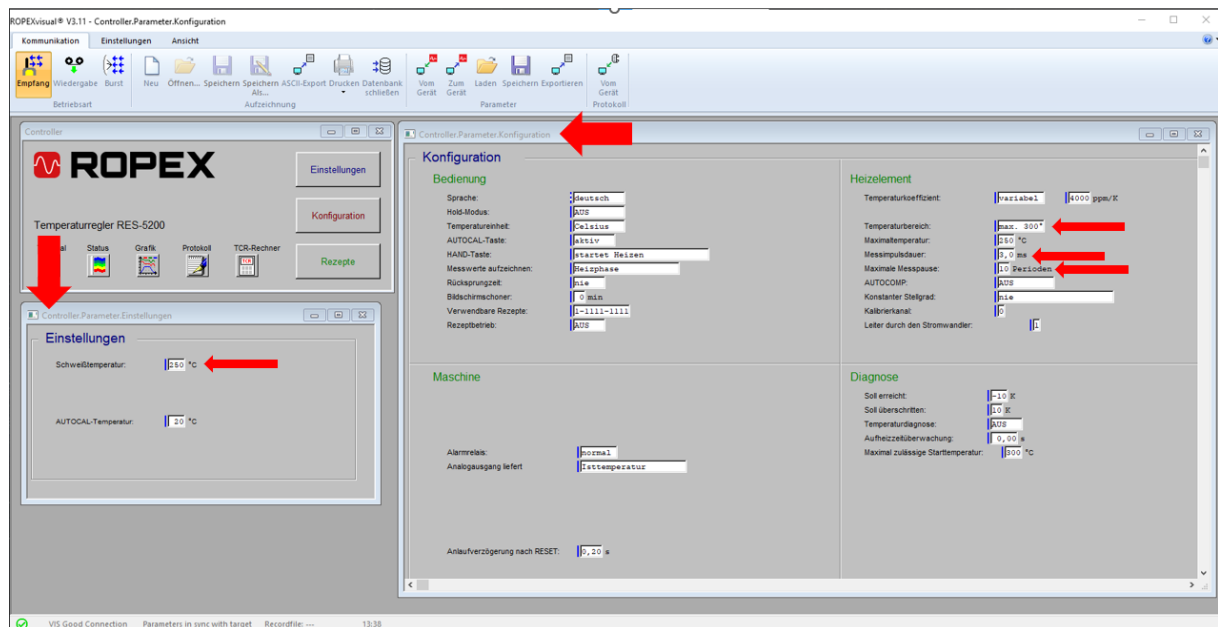 ROPEXvisual® V3.11 - Controller.Parameter.Konfiguration
Kommunikation Einstellungen Ansicht
Empfang Wiedergabe Burst Neu Öffnen... Speichern Speichern Als... ASCII-Export Drucken Datenbank schließen Vom Gerät Zum Gerät Laden Speichern Exportieren Vom Gerät
Betriebsart Aufzeichnung Parameter Protokoll
Controller
ROPEX
Temperaturregler RES-5200
Einstellungen
Konfiguration
Rezepte
Status Grafik Protokoll TCR-Rechner
Controller.Parameter.Einstellungen
Einstellungen
Schweißtemperatur: 250 °C
AUTOCAL-Temperatur: 20 °C
Controller.Parameter.Konfiguration
Konfiguration
Bedienung
Sprache: deutsch
Hold-Modus: AUS
Temperatureinheit: Celsius
AUTOCAL-Taste: aktiv
HAND-Taste: startet Heizen
Messwerte aufzeichnen: Heizphase
Rücksprungzeit: nie
Bildschirmschoner: 0 min
Verwendbare Rezepte: 1-1111-1111
Rezeptbetrieb: AUS
Heizelement
Temperaturkoeffizient: variabel 4000 ppm/K
Temperaturbereich: max. 300°
Maximaltemperatur: 250 °C
Messimpulsdauer: 3,0 ms
Maximale Messpause: 10 Perioden
AUTOCOMP: AUS
Konstanter Stellgrad: nie
Kalibrierkanal: 0
Leiter durch den Stromwandler: 1
Maschine
Alarmrelais: normal
Analogausgang liefert Isttemperatur
Anlaufverzögerung nach RESET: 0,20 s
Diagnose
Soll erreicht: -10 K
Soll überschritten: 10 K
Temperaturdiagnose: AUS
Aufheizzeitüberwachung: 0,00 s
Maximal zulässige Starttemperatur: 300 °C
VIS Good Connection Parameters in sync with target Recordfile: --- 13:38